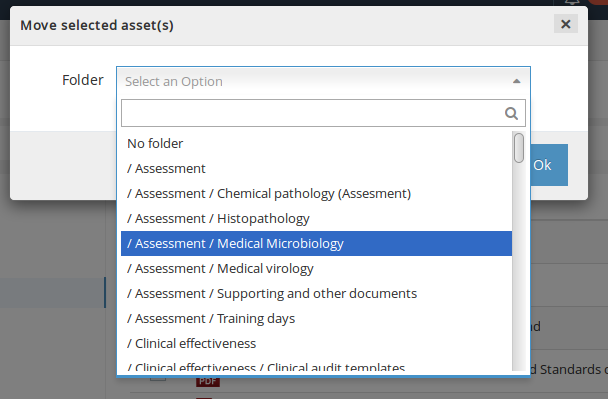 Move selected asset(s)
Folder
Select an Option
No folder
/ Assessment
/ Assessment / Chemical pathology (Assesment)
/ Assessment / Histopathology
/ Assessment / Medical Microbiology
/ Assessment / Medical virology
/ Assessment / Supporting and other documents
/ Assessment / Training days
/ Clinical effectiveness
/ Clinical effectiveness / Clinical audit templates
Ok
d Standards
PDF